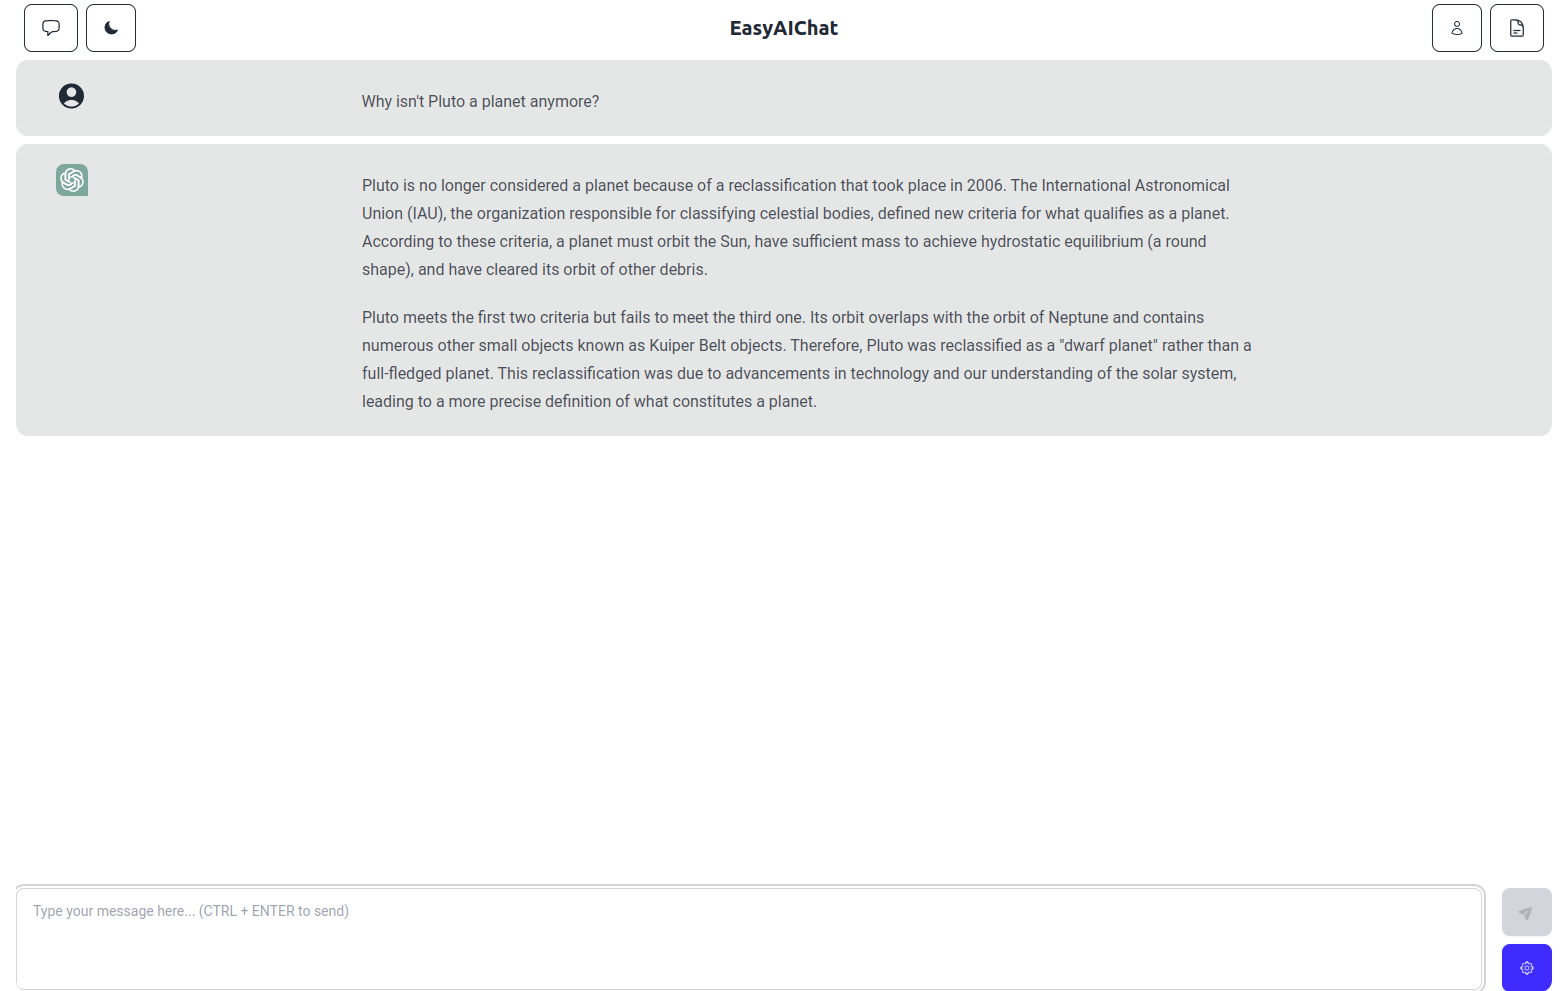 EasyAIChat
Why isn't Pluto a planet anymore?
Pluto is no longer considered a planet because of a reclassification that took place in 2006. The International Astronomical
Union (IAU), the organization responsible for classifying celestial bodies, defined new criteria for what qualifies as a planet.
According to these criteria, a planet must orbit the Sun, have sufficient mass to achieve hydrostatic equilibrium (a round
shape), and have cleared its orbit of other debris.
Pluto meets the first two criteria but fails to meet the third one. Its orbit overlaps with the orbit of Neptune and contains
numerous other small objects known as Kuiper Belt objects. Therefore, Pluto was reclassified as a "dwarf planet" rather than a
full-fledged planet. This reclassification was due to advancements in technology and our understanding of the solar system,
leading to a more precise definition of what constitutes a planet.
Type your message here... (CTRL + ENTER to send)